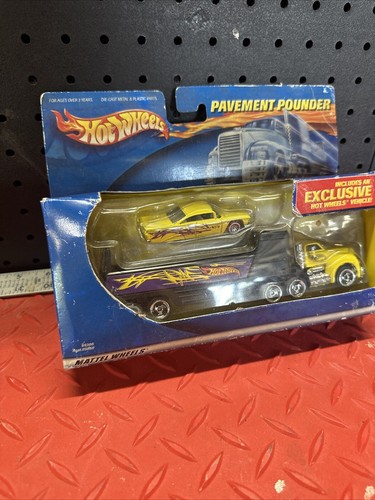 FOR AGES OVER 3 YEARS
DIE-CAST METAL & PLASTIC PARTS
Hot Wheels
PAVEMENT POUNDER
INCLUDES AN
EXCLUSIVE
HOT WHEELS® VEHICLE!
MATTEL WHEELS